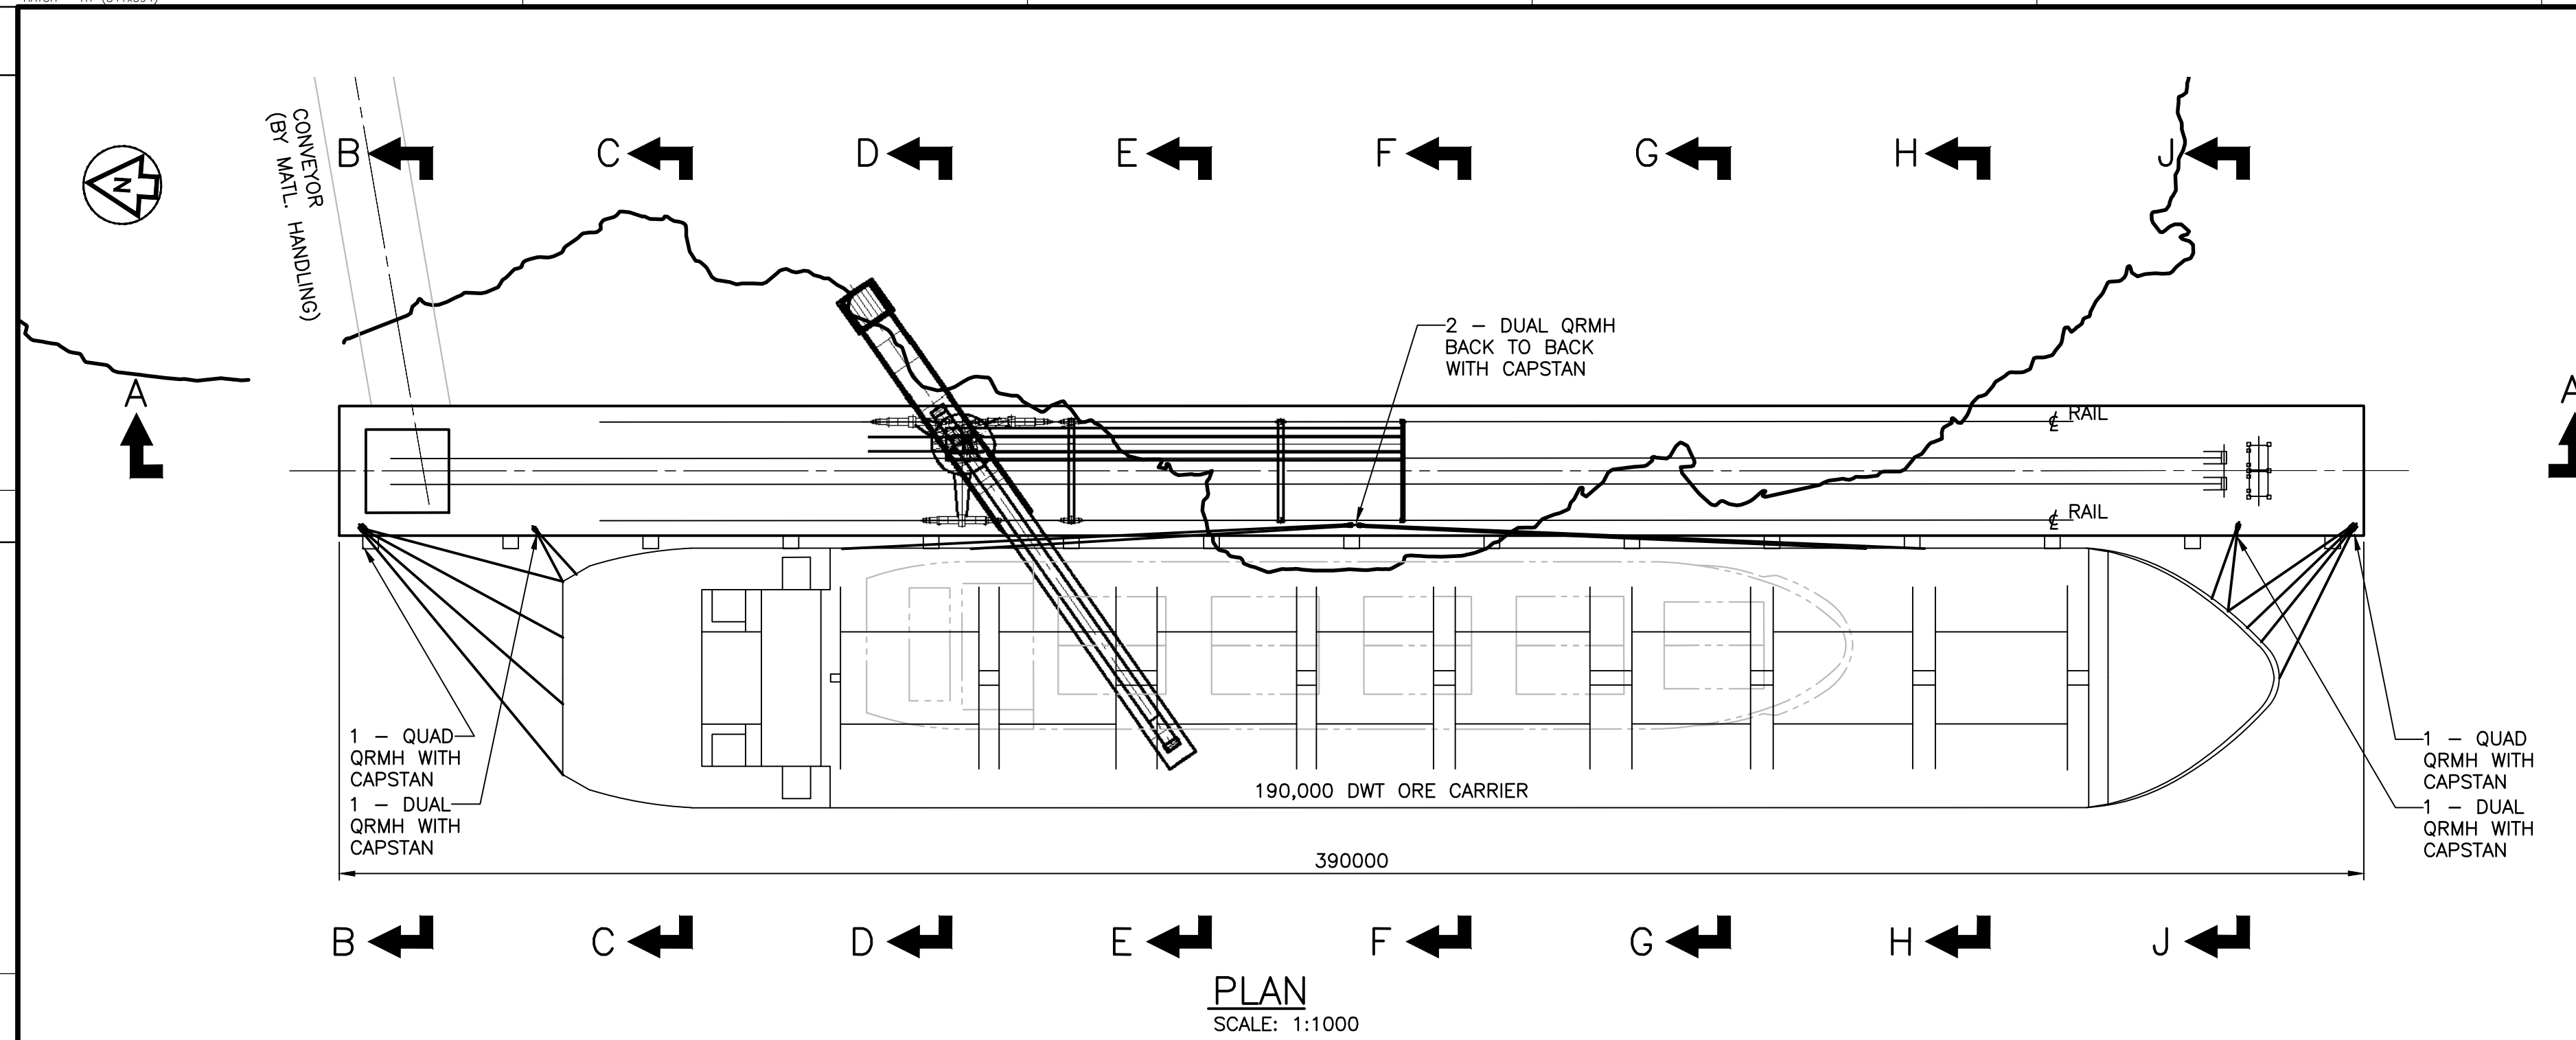 N
CONVEYOR
(BY MATL. HANDLING)
B
C
D
E
F
G
H
J
A
A
2 – DUAL QRMH
BACK TO BACK
WITH CAPSTAN
℄ RAIL
℄ RAIL
1 – QUAD
QRMH WITH
CAPSTAN
1 – DUAL
QRMH WITH
CAPSTAN
190,000 DWT ORE CARRIER
1 – QUAD
QRMH WITH
CAPSTAN
1 – DUAL
QRMH WITH
CAPSTAN
390000
B
C
D
E
F
G
H
J
PLAN
SCALE: 1:1000